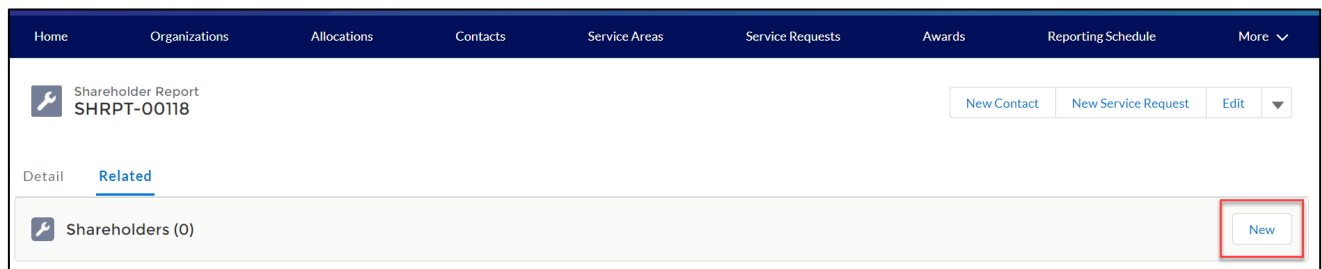 Home Organizations Allocations Contacts Service Areas Service Requests Awards Reporting Schedule More
Shareholder Report
SHRPT-00118
New Contact New Service Request Edit
Detail Related
Shareholders (0) New